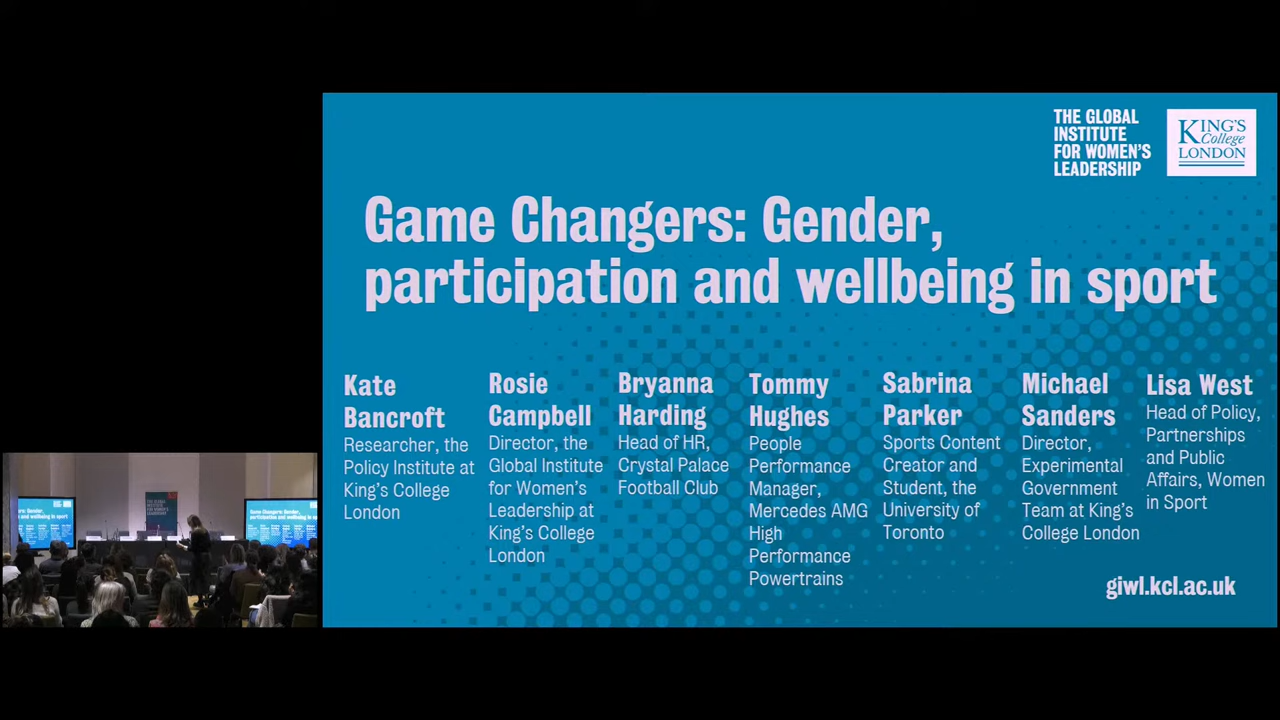 THE GLOBAL
INSTITUTE
FOR WOMEN'S
LEADERSHIP
KING'S
College
LONDON
Game Changers: Gender,
participation and wellbeing in sport
Kate
Bancroft
Researcher, the
Policy Institute at
King's College
London
Rosie
Campbell
Director, the
Global Institute
for Women's
Leadership at
King's College
London
Bryanna
Harding
Head of HR,
Crystal Palace
Football Club
Tommy
Hughes
People
Performance
Manager,
Mercedes AMG
High
Performance
Powertrains
Sabrina
Parker
Sports Content
Creator and
Student, the
University of
Toronto
Michael
Sanders
Director,
Experimental
Government
Team at King's
College London
Lisa West
Head of Policy,
Partnerships
and Public
Affairs, Women
in Sport
giwl.kcl.ac.uk